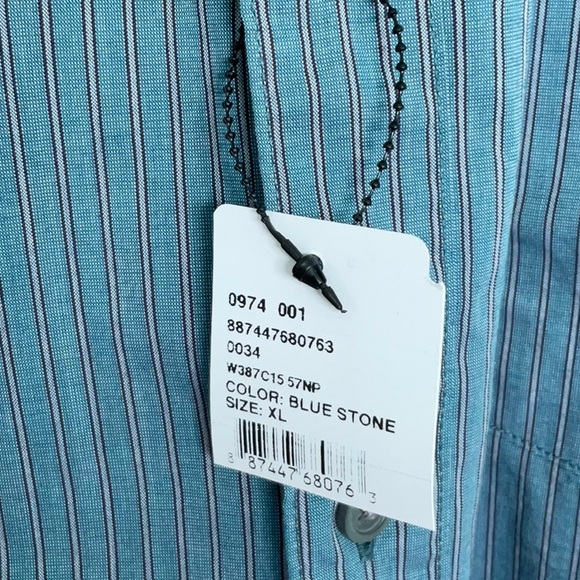 0974 001
887447680763
0034
W387C15 57NP
COLOR: BLUE STONE
SIZE: XL
8 87447 68076 3